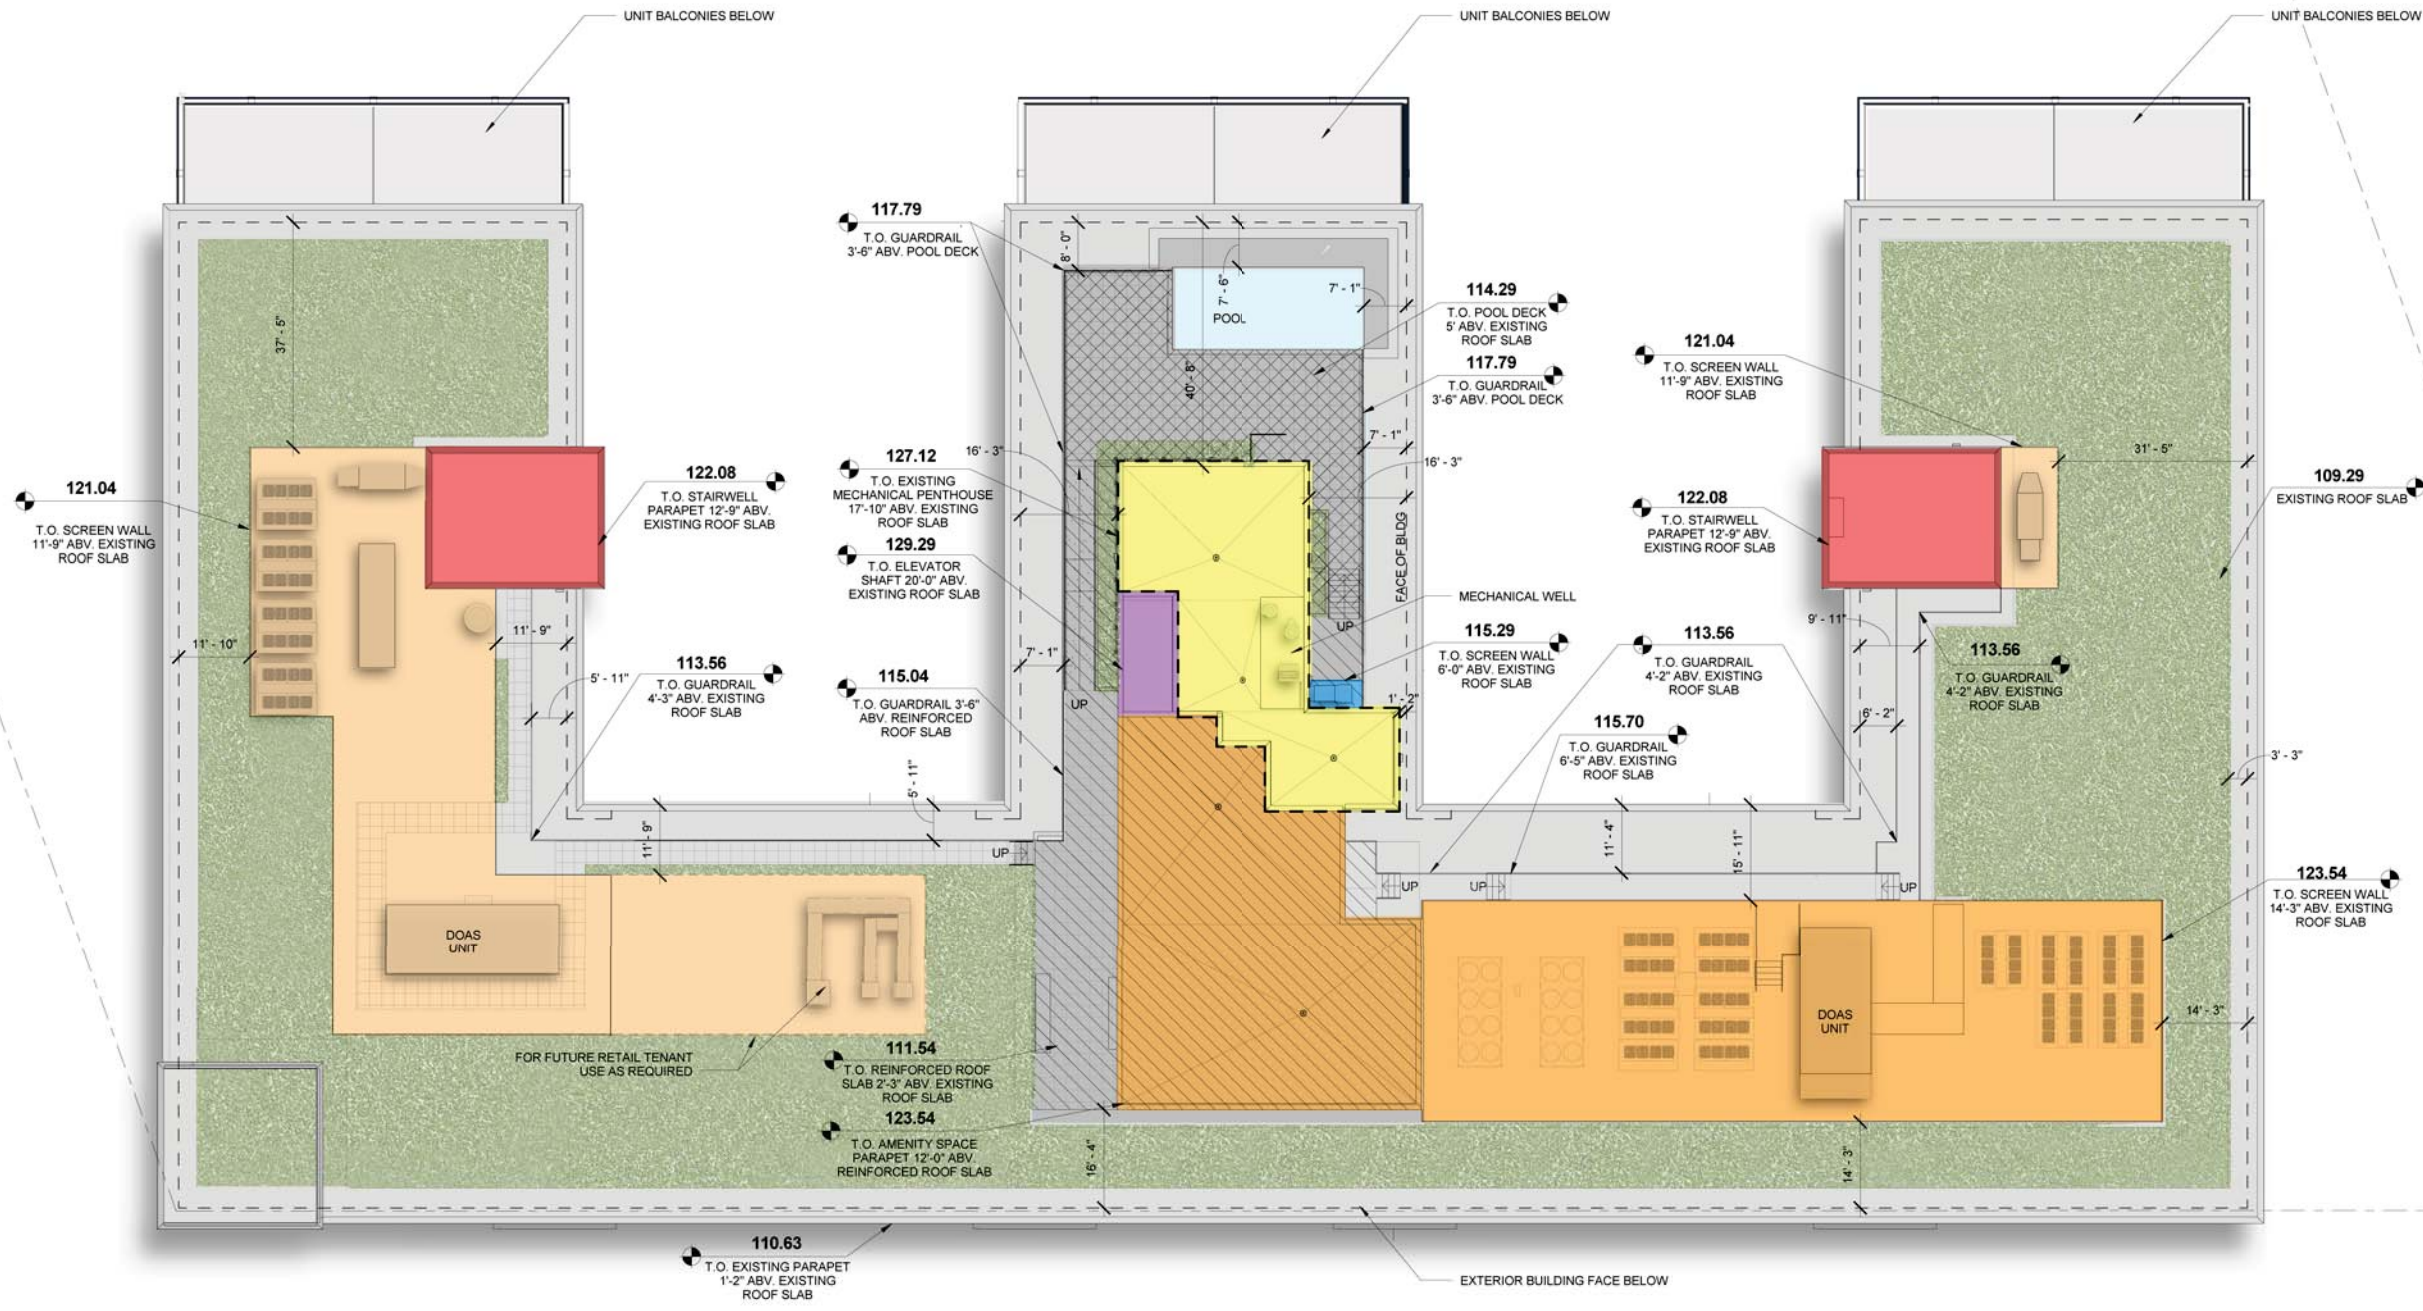 UNIT BALCONIES BELOW
UNIT BALCONIES BELOW
UNIT BALCONIES BELOW
117.79
T.O. GUARDRAIL
3'-6" ABV. POOL DECK
8' - 0"
7' - 6"
POOL
7' - 1"
114.29
T.O. POOL DECK
5' ABV. EXISTING
ROOF SLAB
117.79
T.O. GUARDRAIL
3'-6" ABV. POOL DECK
121.04
T.O. SCREEN WALL
11'-9" ABV. EXISTING
ROOF SLAB
37' - 5"
40' - 8"
7' - 1"
16' - 3"
16' - 3"
31' - 5"
121.04
T.O. SCREEN WALL
11'-9" ABV. EXISTING
ROOF SLAB
122.08
T.O. STAIRWELL
PARAPET 12'-9" ABV.
EXISTING ROOF SLAB
127.12
T.O. EXISTING
MECHANICAL PENTHOUSE
17'-10" ABV. EXISTING
ROOF SLAB
129.29
T.O. ELEVATOR
SHAFT 20'-0" ABV.
EXISTING ROOF SLAB
FACE OF BLDG
122.08
T.O. STAIRWELL
PARAPET 12'-9" ABV.
EXISTING ROOF SLAB
109.29
EXISTING ROOF SLAB
MECHANICAL WELL
UP
115.29
T.O. SCREEN WALL
6'-0" ABV. EXISTING
ROOF SLAB
11' - 10"
11' - 9"
5' - 11"
113.56
T.O. GUARDRAIL
4'-3" ABV. EXISTING
ROOF SLAB
7' - 1"
115.04
T.O. GUARDRAIL 3'-6"
ABV. REINFORCED
ROOF SLAB
UP
1' - 2"
113.56
T.O. GUARDRAIL
4'-2" ABV. EXISTING
ROOF SLAB
9' - 11"
113.56
T.O. GUARDRAIL
4'-2" ABV. EXISTING
ROOF SLAB
6' - 2"
115.70
T.O. GUARDRAIL
6'-5" ABV. EXISTING
ROOF SLAB
3' - 3"
5' - 11"
11' - 9"
UP
11' - 4"
15' - 11"
UP
UP
UP
123.54
T.O. SCREEN WALL
14'-3" ABV. EXISTING
ROOF SLAB
DOAS
UNIT
DOAS
UNIT
14' - 3"
FOR FUTURE RETAIL TENANT
USE AS REQUIRED
111.54
T.O. REINFORCED ROOF
SLAB 2'-3" ABV. EXISTING
ROOF SLAB
123.54
T.O. AMENITY SPACE
PARAPET 12'-0" ABV.
REINFORCED ROOF SLAB
16' - 4"
14' - 3"
110.63
T.O. EXISTING PARAPET
1'-2" ABV. EXISTING
ROOF SLAB
EXTERIOR BUILDING FACE BELOW